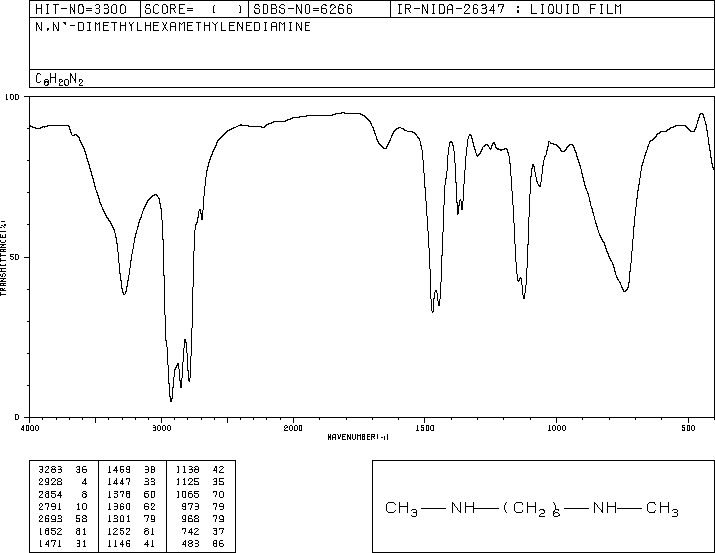 HIT-NO=3300 SCORE= ( ) SDBS-NO=6266 IR-NIDA-26347 : LIQUID FILM
N,N'-DIMETHYLHEXAMETHYLENEDIAMINE
C8H20N2
100
TRANSMITTANCE(%)
50
0
4000 3000 2000 1500 1000 500
WAVENUMBER(-1)
3283 36 1459 38 1138 42
2928 4 1447 33 1125 35
2854 8 1378 60 1065 70
2791 10 1360 62 973 79
2693 58 1301 79 968 79
1652 81 1252 81 742 37
1471 31 1146 41 483 86
CH3 NH (CH2)6 NH CH3